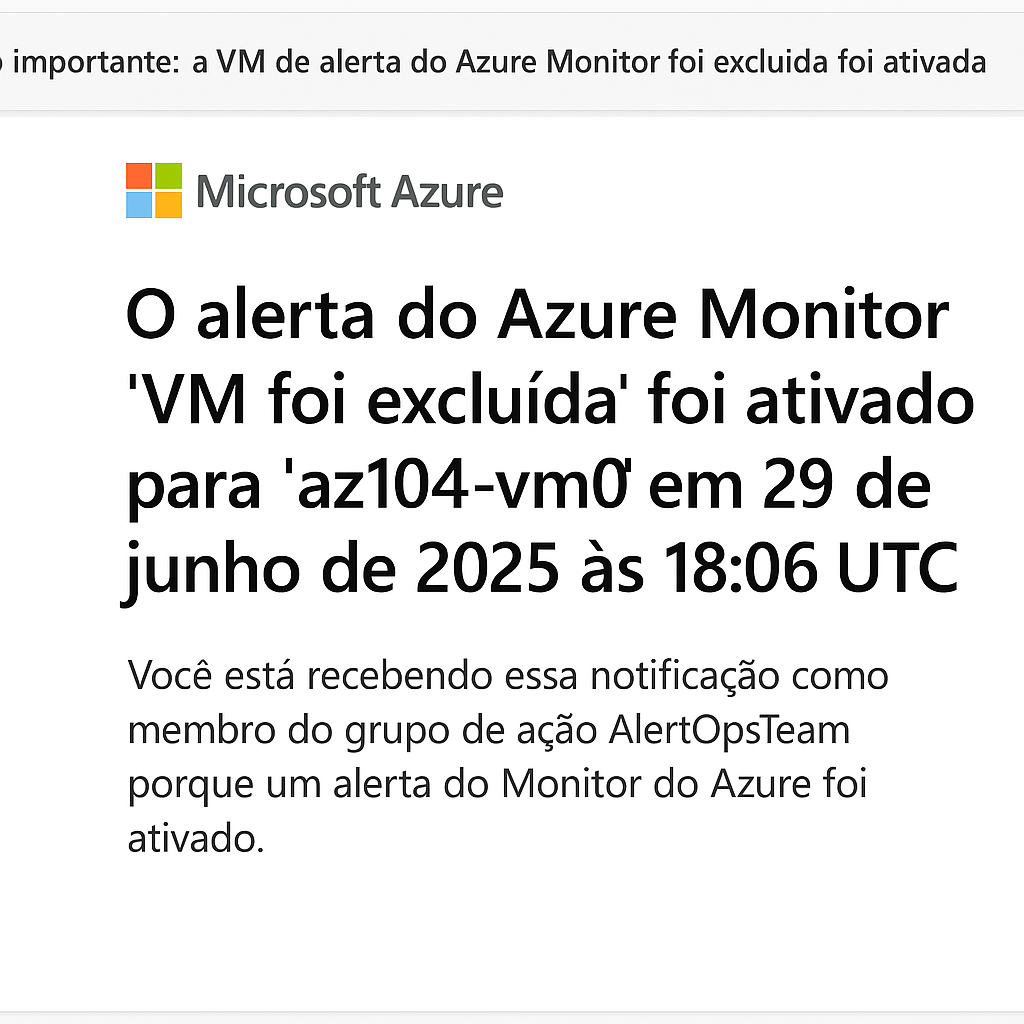 importante: a VM de alerta do Azure Monitor foi excluida foi ativada
Microsoft Azure
O alerta do Azure Monitor
'VM foi excluída' foi ativado
para 'az104-vm0' em 29 de
junho de 2025 às 18:06 UTC
Você está recebendo essa notificação como
membro do grupo de ação AlertOpsTeam
porque um alerta do Monitor do Azure foi
ativado.